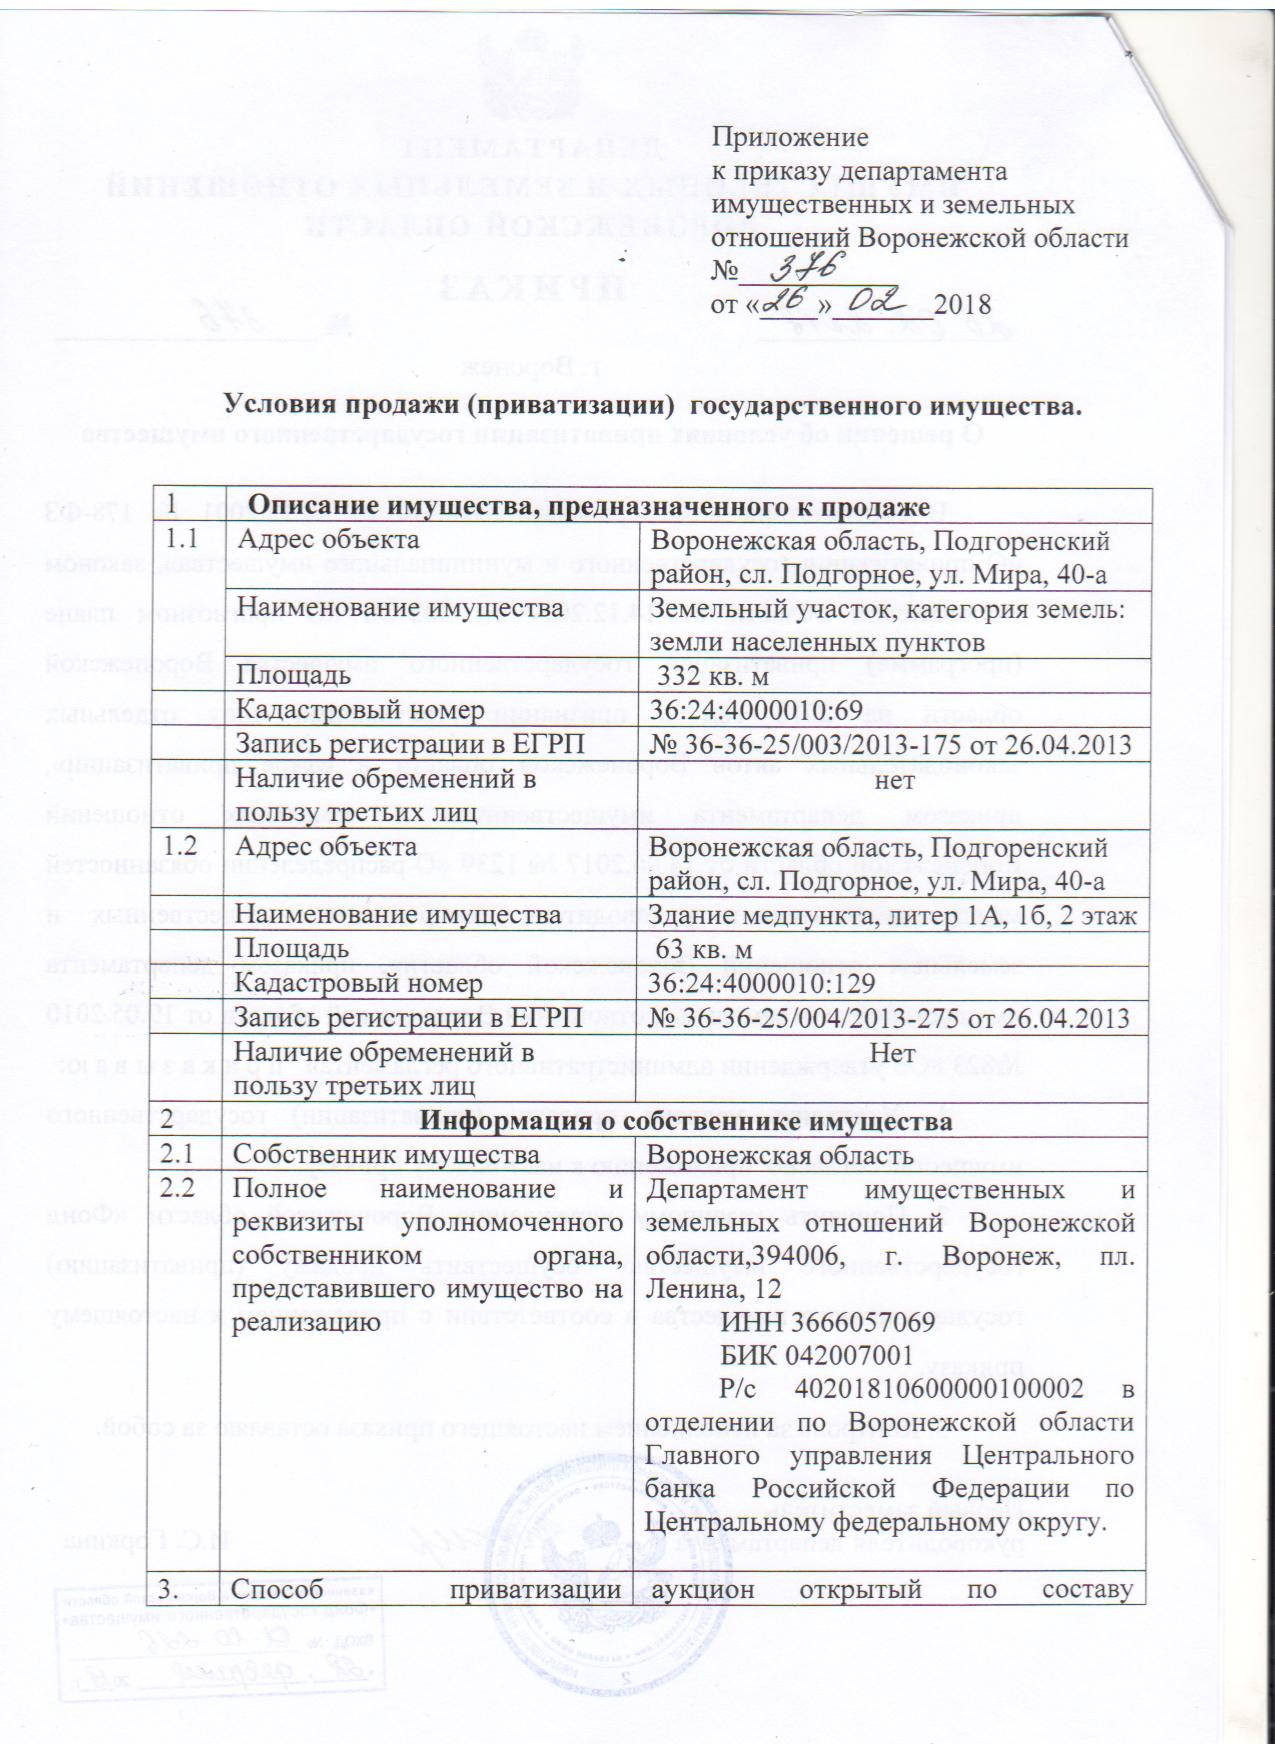 Приложение
к приказу департамента
имущественных и земельных
отношений Воронежской области
№ 376
от «26» 02 2018
Условия продажи (приватизации) государственного имущества.
1 Описание имущества, предназначенного к продаже
1.1 Адрес объекта Воронежская область, Подгоренский
район, сл. Подгорное, ул. Мира, 40-а
Наименование имущества Земельный участок, категория земель:
земли населенных пунктов
Площадь 332 кв. м
Кадастровый номер 36:24:4000010:69
Запись регистрации в ЕГРП № 36-36-25/003/2013-175 от 26.04.2013
Наличие обременений в нет
пользу третьих лиц
1.2 Адрес объекта Воронежская область, Подгоренский
район, сл. Подгорное, ул. Мира, 40-а
Наименование имущества Здание медпункта, литер 1А, 1б, 2 этаж
Площадь 63 кв. м
Кадастровый номер 36:24:4000010:129
Запись регистрации в ЕГРП № 36-36-25/004/2013-275 от 26.04.2013
Наличие обременений в Нет
пользу третьих лиц
2 Информация о собственнике имущества
2.1 Собственник имущества Воронежская область
2.2 Полное наименование и
реквизиты уполномоченного
собственником органа,
представившего имущество на
реализацию
Департамент имущественных и
земельных отношений Воронежской
области,394006, г. Воронеж, пл.
Ленина, 12
ИНН 3666057069
БИК 042007001
Р/с 40201810600000100002 в
отделении по Воронежской области
Главного управления Центрального
банка Российской Федерации по
Центральному федеральному округу.
3. Способ приватизации аукцион открытый по составу